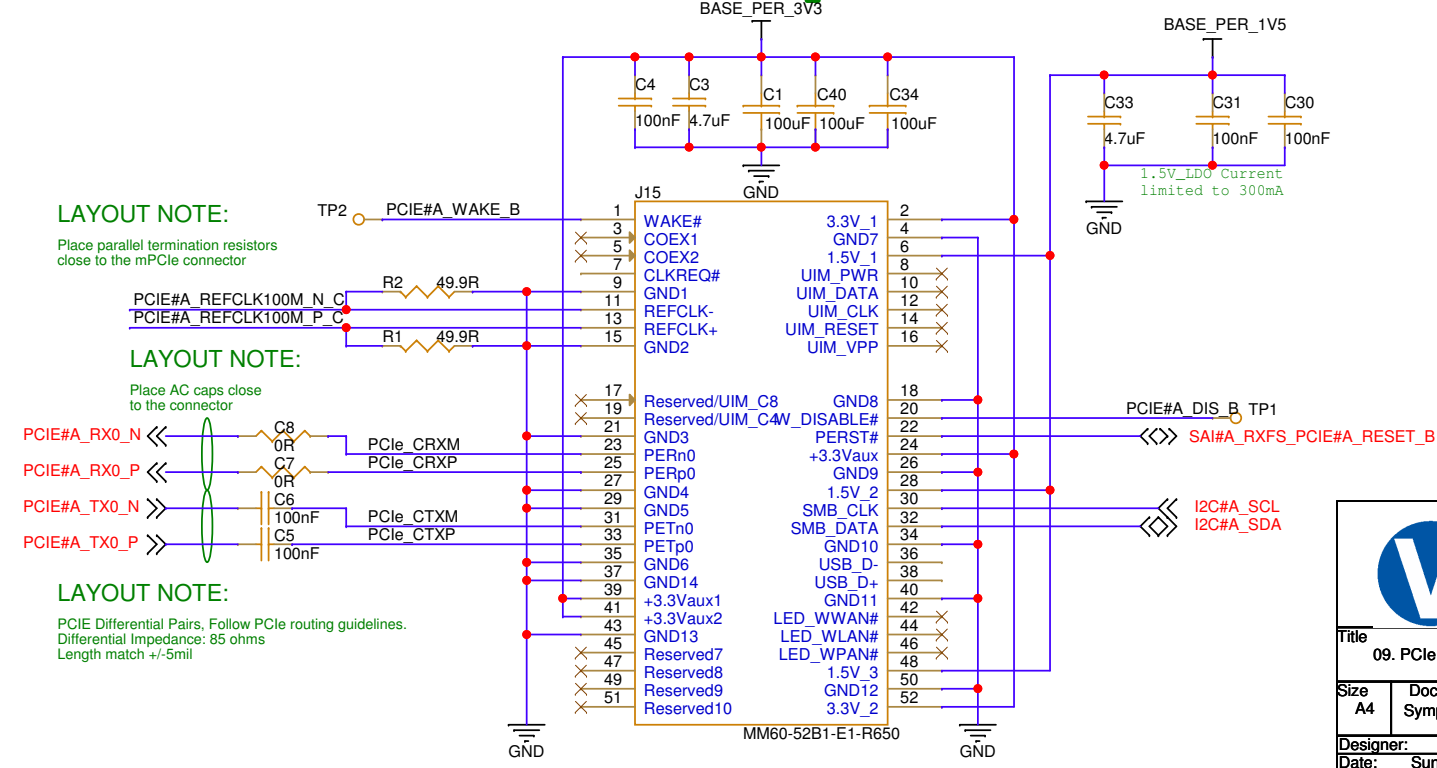 BASE_PER_3V3
BASE_PER_1V5
C4
100nF
C3
4.7uF
C1
100uF
C40
100uF
C34
100uF
C33
4.7uF
C31
100nF
C30
100nF
1.5V_LDO Current
limited to 300mA
GND
GND
LAYOUT NOTE:
Place parallel termination resistors
close to the mPCIe connector
TP2
PCIE#A_WAKE_B
R2 49.9R
PCIE#A_REFCLK100M_N_C
PCIE#A_REFCLK100M_P_C
R1 49.9R
LAYOUT NOTE:
Place AC caps close
to the connector
PCIE#A_RX0_N
C8
0R
PCIe_CRXM
PCIE#A_RX0_P
C7
0R
PCIe_CRXP
PCIE#A_TX0_N
C6
100nF
PCIe_CTXM
PCIE#A_TX0_P
C5
100nF
PCIe_CTXP
LAYOUT NOTE:
PCIE Differential Pairs, Follow PCIe routing guidelines.
Differential Impedance: 85 ohms
Length match +/-5mil
J15
1 WAKE#
3 COEX1
5 COEX2
7 CLKREQ#
9 GND1
11 REFCLK-
13 REFCLK+
15 GND2
17 Reserved/UIM_C8
19 Reserved/UIM_C4
21 GND3
23 PERn0
25 PERp0
27 GND4
29 GND5
31 PETn0
33 PETp0
35 GND6
37 GND14
39 +3.3Vaux1
41 +3.3Vaux2
43 GND13
45 Reserved7
47 Reserved8
49 Reserved9
51 Reserved10
3.3V_1 2
GND7 4
1.5V_1 6
UIM_PWR 8
UIM_DATA 10
UIM_CLK 12
UIM_RESET 14
UIM_VPP 16
GND8 18
W_DISABLE# 20
PERST# 22
+3.3Vaux 24
GND9 26
1.5V_2 28
SMB_CLK 30
SMB_DATA 32
GND10 34
USB_D- 36
USB_D+ 38
GND11 40
LED_WWAN# 42
LED_WLAN# 44
LED_WPAN# 46
1.5V_3 48
GND12 50
3.3V_2 52
MM60-52B1-E1-R650
GND
GND
PCIE#A_DIS_B TP1
SAI#A_RXFS_PCIE#A_RESET_B
I2C#A_SCL
I2C#A_SDA
Title
09. PCIe
Size
A4
Doc
Symp
Designer:
Date: Sun